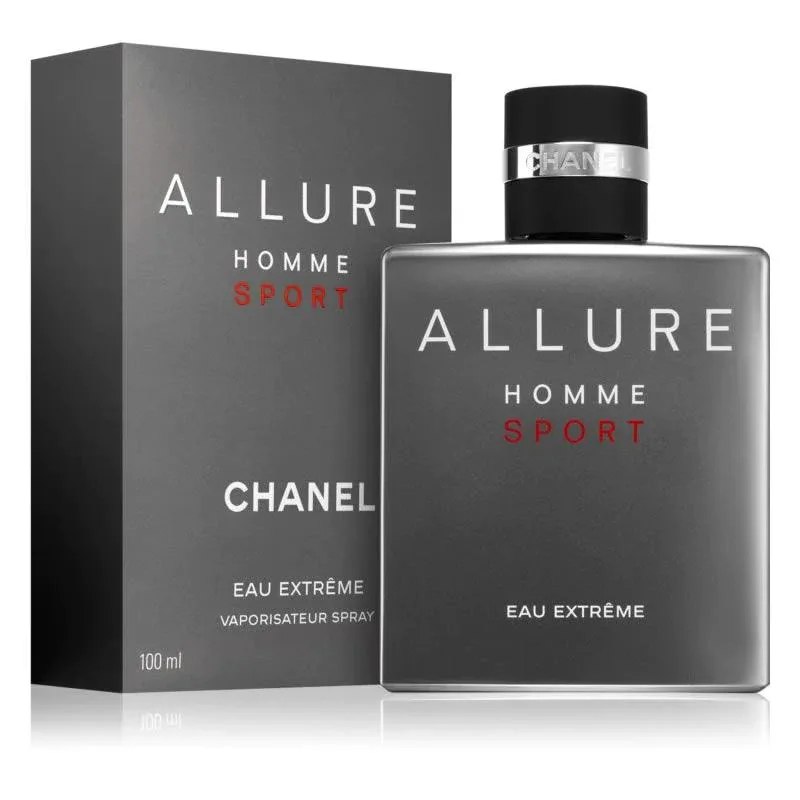 ALLURE
HOMME
SPORT
CHANEL
EAU EXTRÊME
VAPORISATEUR SPRAY
100 ml
CHANEL
ALLURE
HOMME
SPORT
EAU EXTRÊME